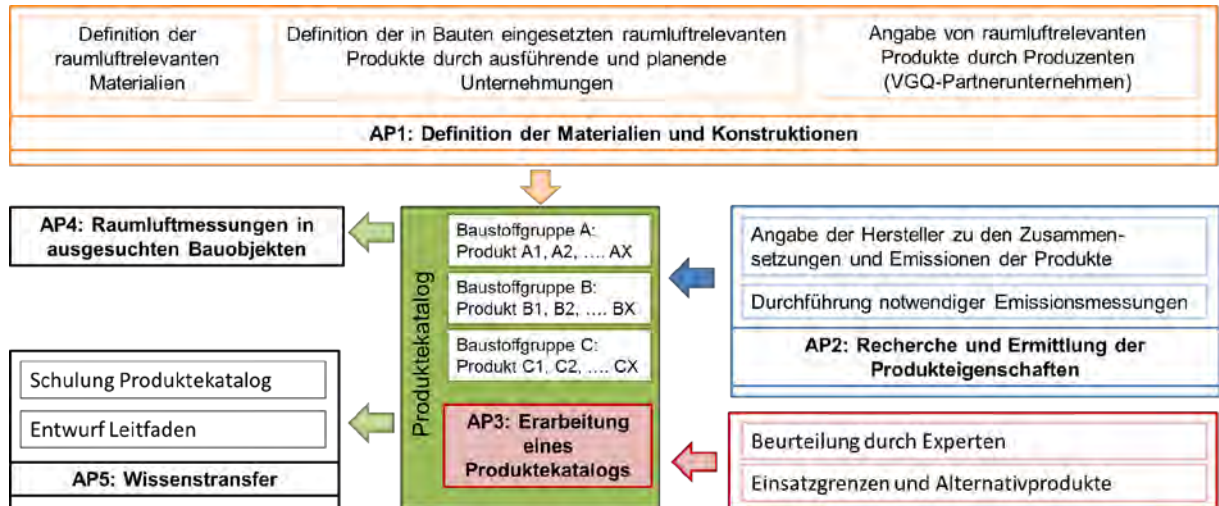 Definition der
raumluftrelevanten
Materialien
Definition der in Bauten eingesetzten raumluftrelevanten
Produkte durch ausführende und planende
Unternehmungen
Angabe von raumluftrelevanten
Produkte durch Produzenten
(VGQ-Partnerunternehmen)
AP1: Definition der Materialien und Konstruktionen
AP4: Raumluftmessungen in
ausgesuchten Bauobjekten
Produktekatalog
Baustoffgruppe A:
Produkt A1, A2, .... AX
Baustoffgruppe B:
Produkt B1, B2, .... BX
Baustoffgruppe C:
Produkt C1, C2, .... CX
AP3: Erarbeitung
eines
Produktekatalogs
Angabe der Hersteller zu den Zusammen-
setzungen und Emissionen der Produkte
Durchführung notwendiger Emissionsmessungen
AP2: Recherche und Ermittlung der
Produkteigenschaften
Schulung Produktekatalog
Entwurf Leitfaden
AP5: Wissenstransfer
Beurteilung durch Experten
Einsatzgrenzen und Alternativprodukte